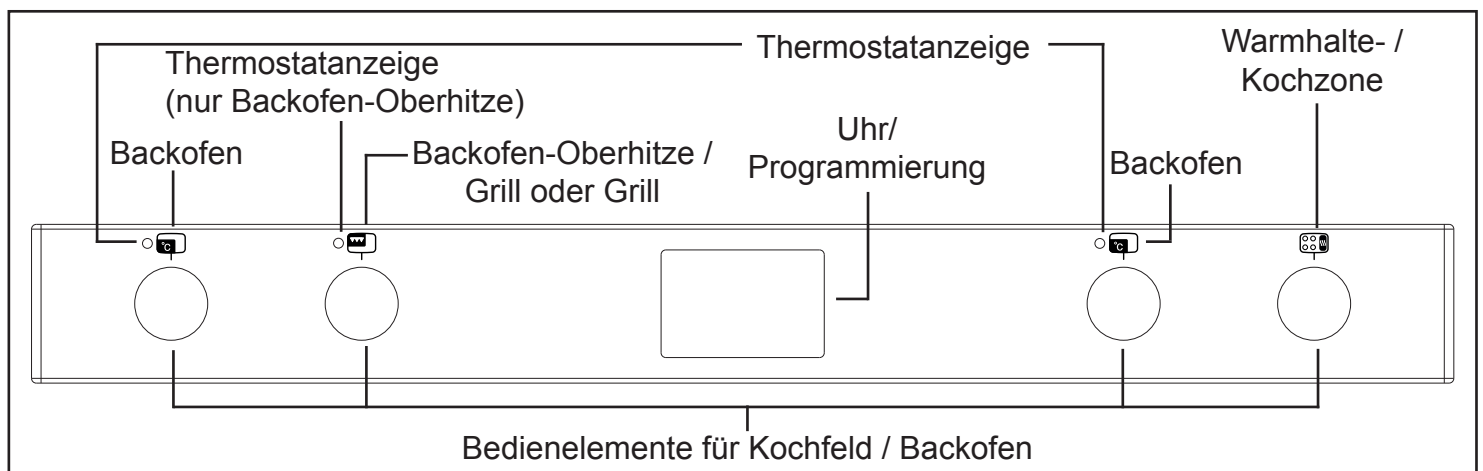 Thermostatanzeige
(nur Backofen-Oberhitze)
Thermostatanzeige
Warmhalte- /
Kochzone
Backofen
Backofen-Oberhitze /
Grill oder Grill
Uhr/
Programmierung
Backofen
°C
°C
Bedienelemente für Kochfeld / Backofen